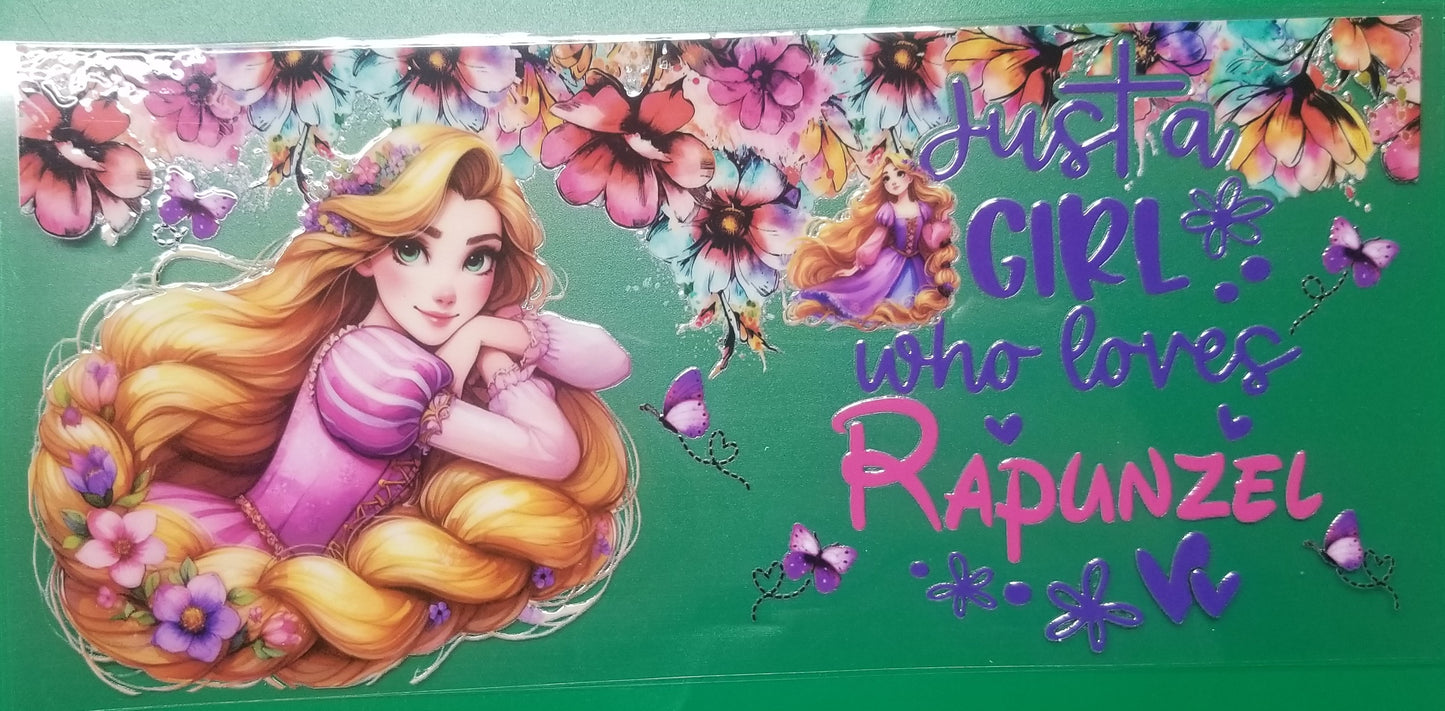 Just a
GIRL
who loves
RAPUNZEL